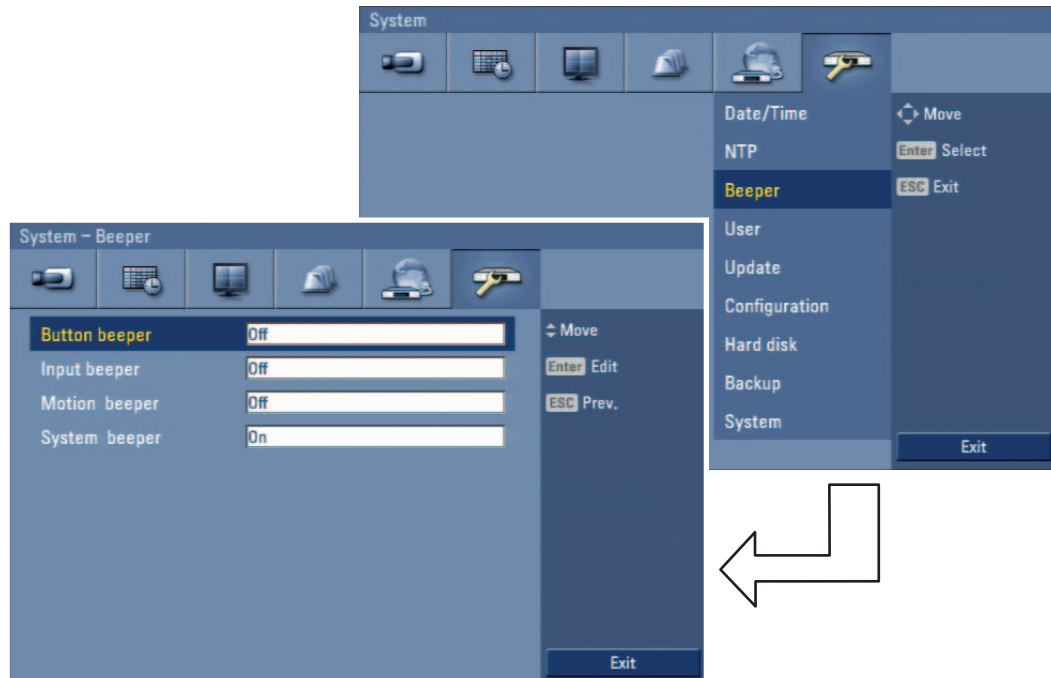 System
Date/Time
NTP
Beeper
User
Update
Configuration
Hard disk
Backup
System
Move
Enter Select
ESC Exit
Exit
System – Beeper
Button beeper Off
Input beeper Off
Motion beeper Off
System beeper On
Move
Enter Edit
ESC Prev.
Exit